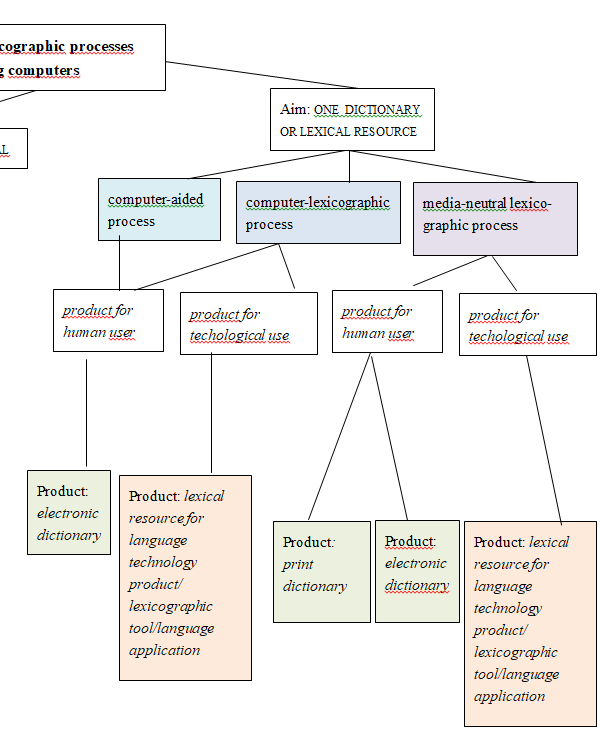 cographic processes
g computers
AL
Aim: ONE DICTIONARY
OR LEXICAL RESOURCE
computer-aided
process
computer-lexicographic
process
media-neutral lexico-
graphic process
product for
human user
product for
techological use
product for
human user
product for
techological use
Product:
electronic
dictionary
Product: lexical
resource for
language
technology
product/
lexicographic
tool/language
application
Product:
print
dictionary
Product:
electronic
dictionary
Product: lexical
resource for
language
technology
product/
lexicographic
tool/language
application